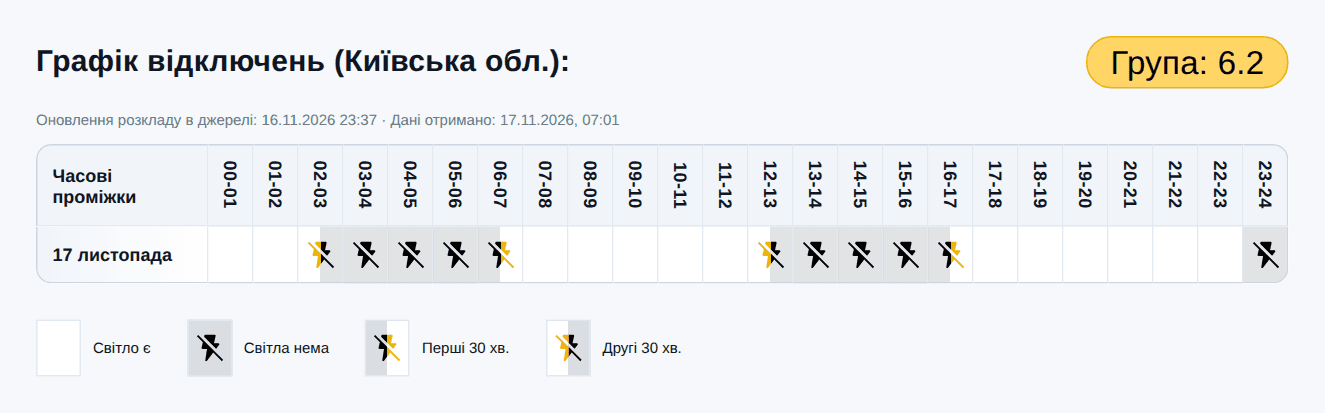 Графік відключень (Київська обл.):
Група: 6.2
Оновлення розкладу в джерелі: 16.11.2026 23:37 · Дані отримано: 17.11.2026, 07:01
Часові
проміжки
00-01
01-02
02-03
03-04
04-05
05-06
06-07
07-08
08-09
09-10
10-11
11-12
12-13
13-14
14-15
15-16
16-17
17-18
18-19
19-20
20-21
21-22
22-23
23-24
17 листопада
Світло є
Світла нема
Перші 30 хв.
Другі 30 хв.